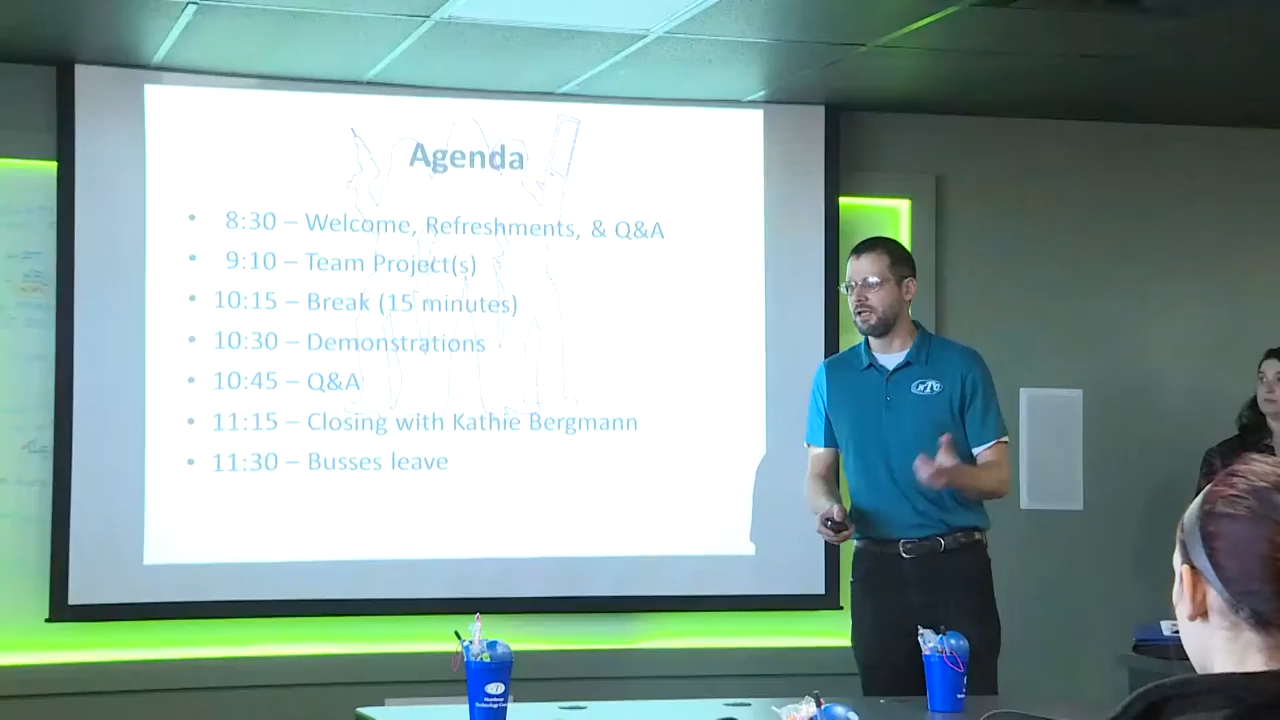 Agenda
• 8:30 – Welcome, Refreshments, & Q&A
• 9:10 – Team Project(s)
• 10:15 – Break (15 minutes)
• 10:30 – Demonstrations
• 10:45 – Q&A
• 11:15 – Closing with Kathie Bergmann
• 11:30 – Busses leave
NTC